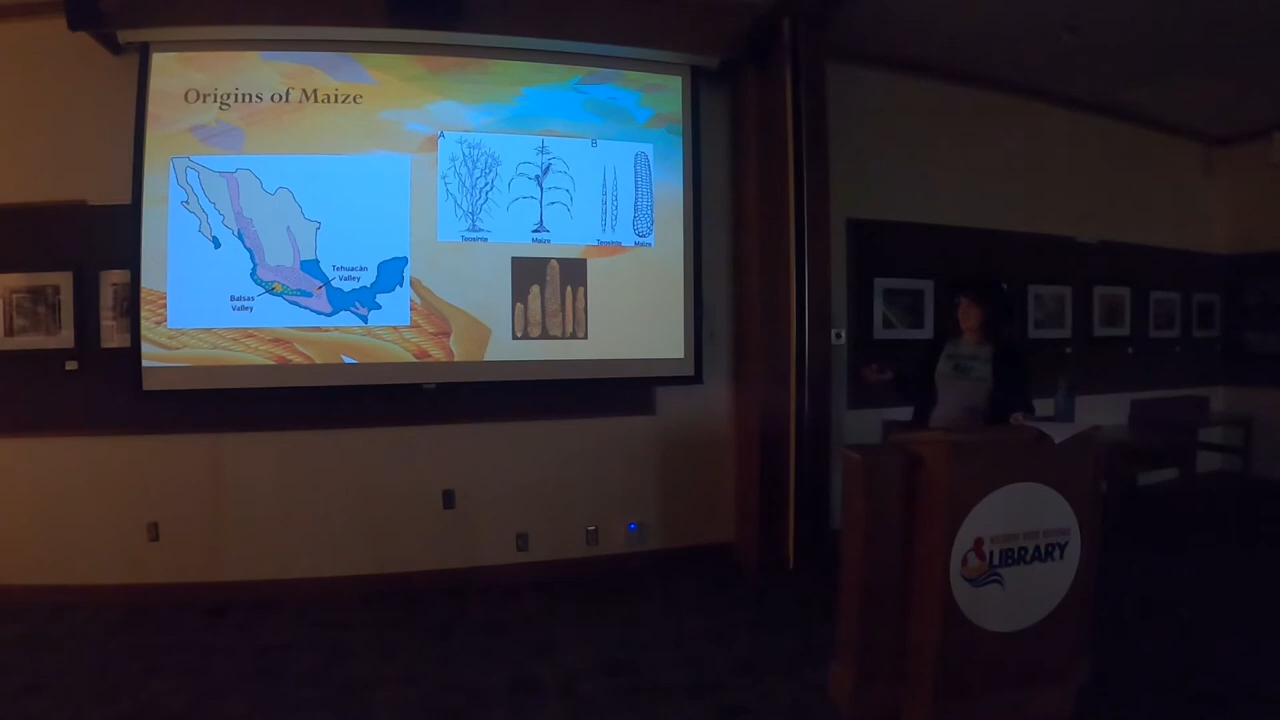 Origins of Maize
A
B
Teosinte
Maize
Teosinte
Maize
Tehuacán
Valley
Balsas
Valley
LIBRARY